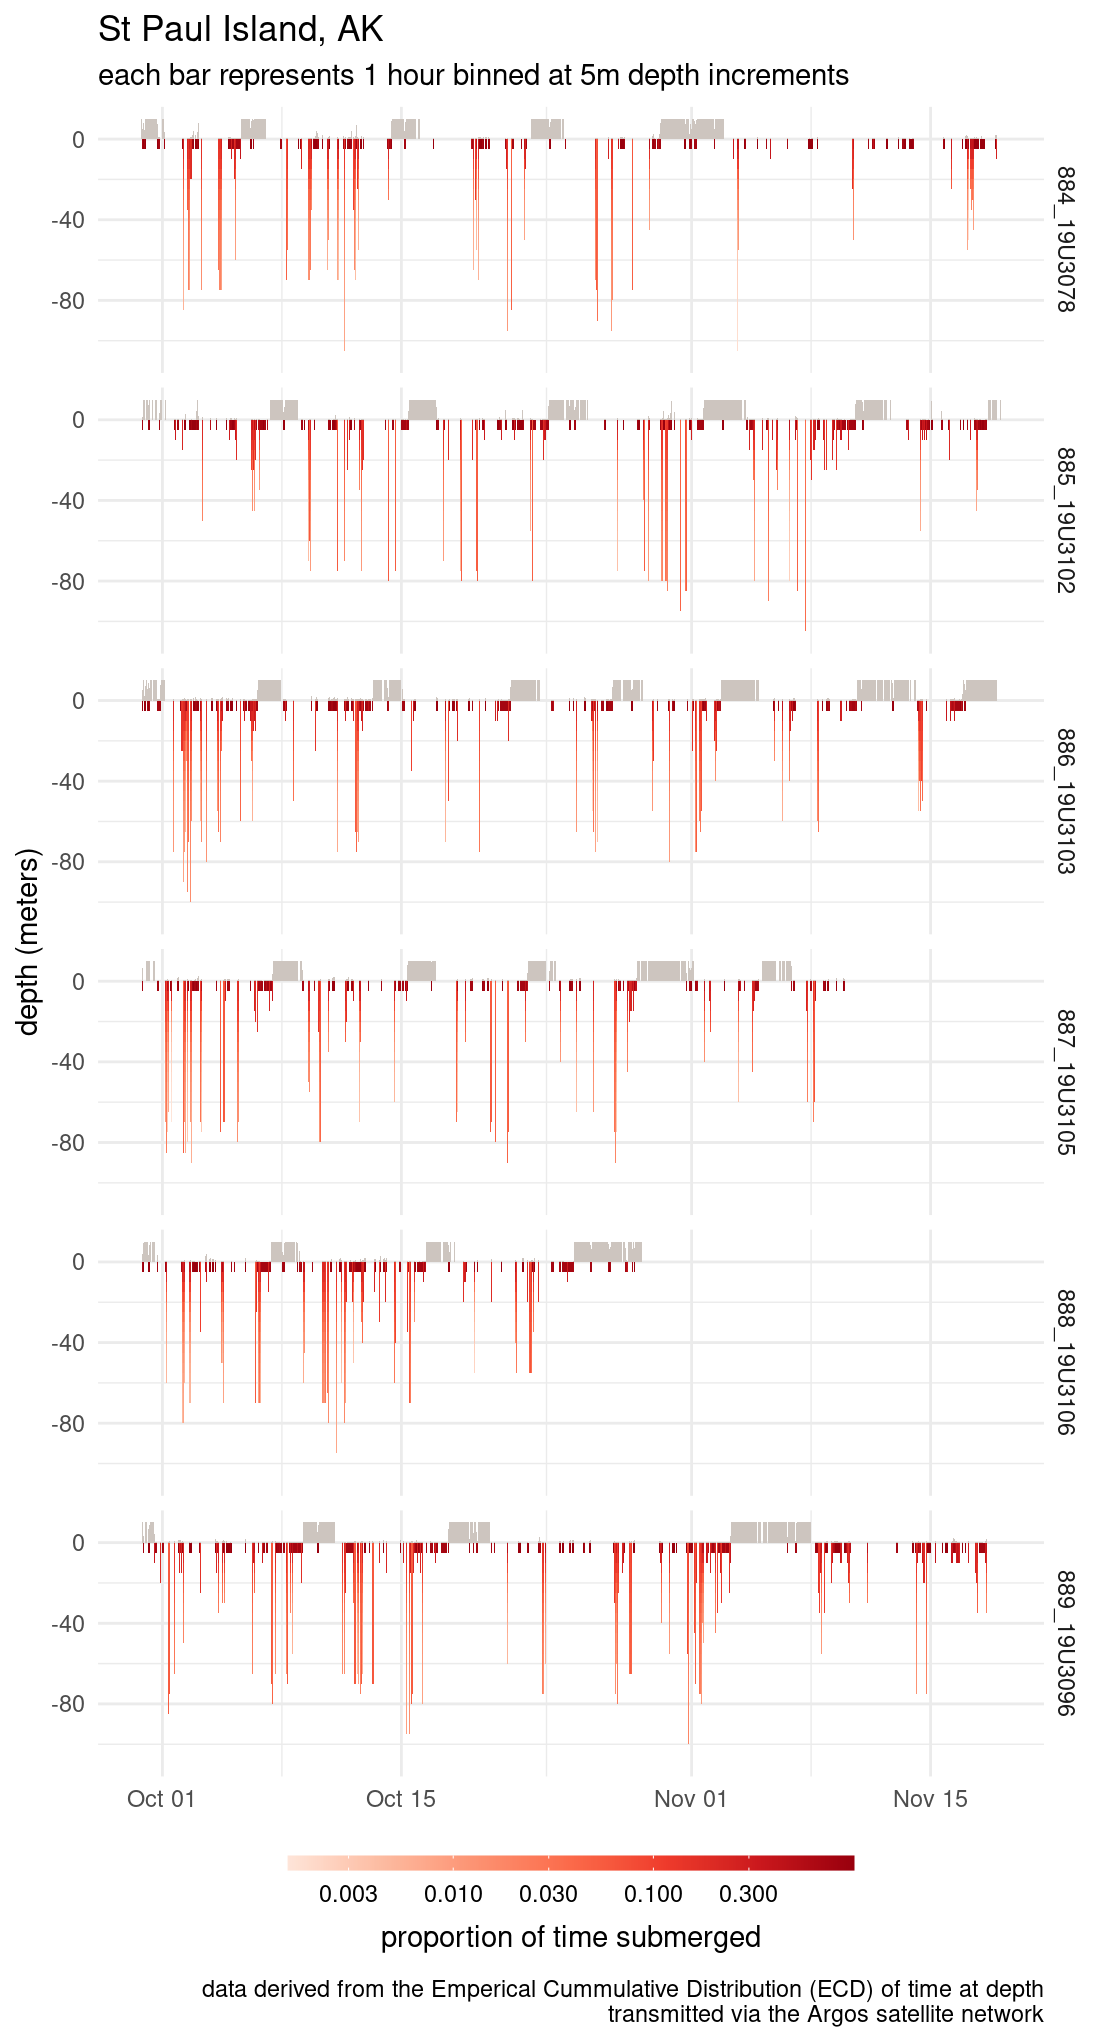 St Paul Island, AK
each bar represents 1 hour binned at 5m depth increments
0
-40
-80
884_19U3078
0
-40
-80
885_19U3102
0
-40
-80
886_19U3103
depth (meters)
0
-40
-80
887_19U3105
0
-40
-80
888_19U3106
0
-40
-80
889_19U3096
Oct 01 Oct 15 Nov 01 Nov 15
0.003 0.010 0.030 0.100 0.300
proportion of time submerged
data derived from the Emperical Cummulative Distribution (ECD) of time at depth
transmitted via the Argos satellite network